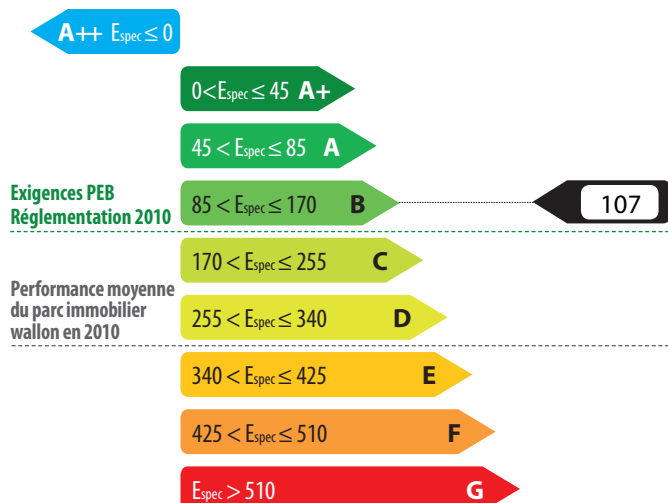 A++ Espec ≤ 0
0<Espec ≤ 45 A+
45 < Espec ≤ 85 A
Exigences PEB
Réglementation 2010
85 < Espec ≤ 170 B
107
170 < Espec ≤ 255 C
Performance moyenne
du parc immobilier
wallon en 2010
255 < Espec ≤ 340 D
340 < Espec ≤ 425 E
425 < Espec ≤ 510 F
Espec > 510 G